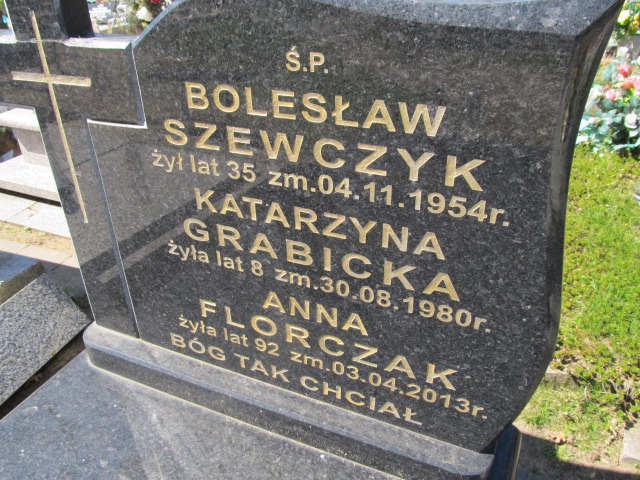 Ś.P.
BOLESŁAW
SZEWCZYK
żył lat 35 zm.04.11.1954r.
KATARZYNA
GRABICKA
żyła lat 8 zm.30.08.1980r.
ANNA
FLORCZAK
żyła lat 92 zm.03.04.2013r.
BÓG TAK CHCIAŁ